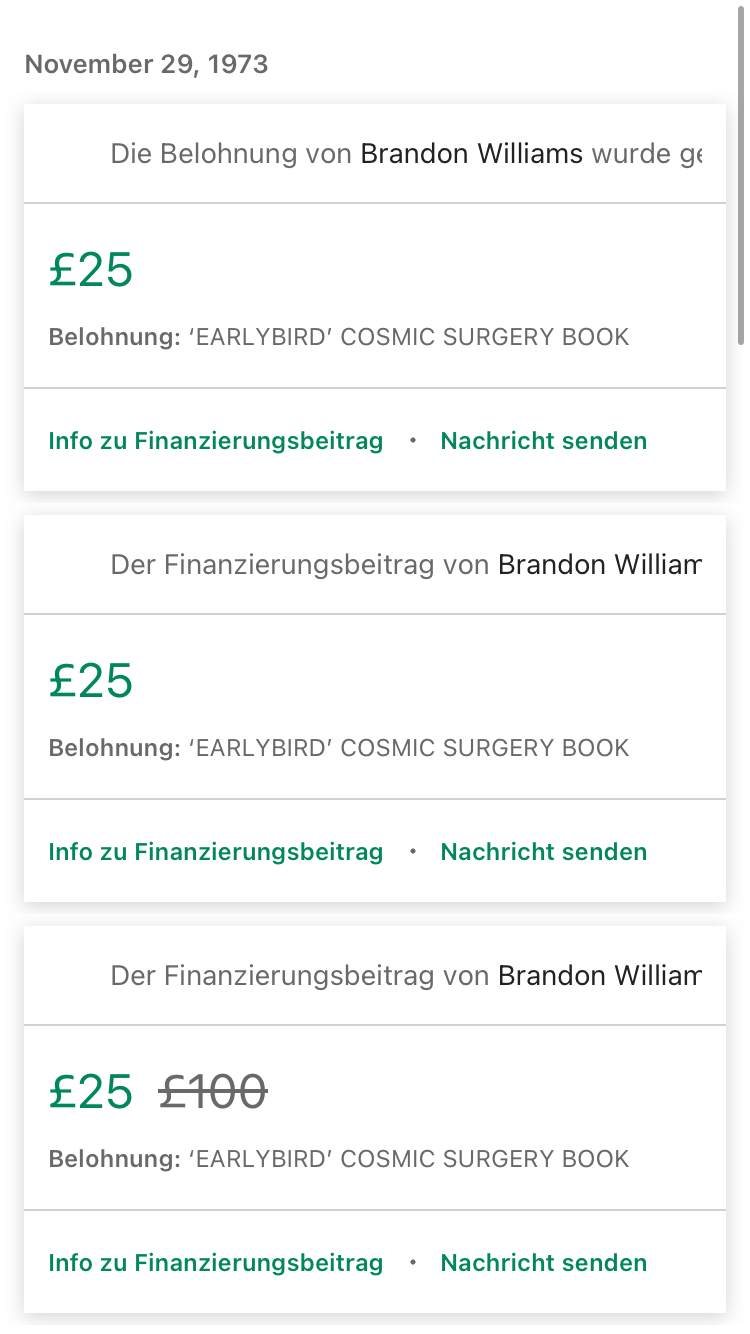 November 29, 1973
Die Belohnung von Brandon Williams wurde ge
£25
Belohnung: ‘EARLYBIRD’ COSMIC SURGERY BOOK
Info zu Finanzierungsbeitrag • Nachricht senden
Der Finanzierungsbeitrag von Brandon William
£25
Belohnung: ‘EARLYBIRD’ COSMIC SURGERY BOOK
Info zu Finanzierungsbeitrag • Nachricht senden
Der Finanzierungsbeitrag von Brandon William
£25 £100
Belohnung: ‘EARLYBIRD’ COSMIC SURGERY BOOK
Info zu Finanzierungsbeitrag • Nachricht senden